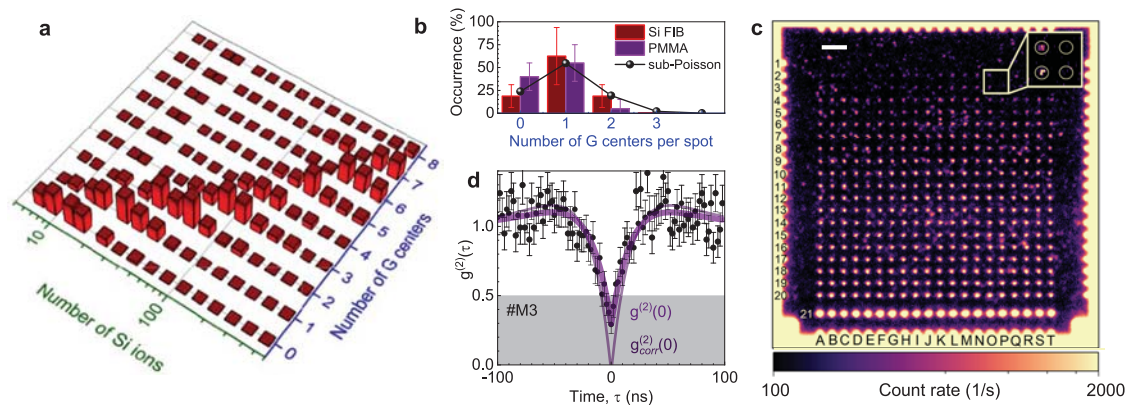 a
10
100
Number of Si ions
0
1
2
3
4
5
6
7
8
Number of G centers
b
Occurrence (%)
100
75
50
25
0
Si FIB
PMMA
sub-Poisson
0 1 2 3
Number of G centers per spot
d
g(2)(τ)
1.0
0.5
0.0
#M3
g(2)(0)
g(2)corr(0)
-100 -50 0 50 100
Time, τ (ns)
c
1
2
3
4
5
6
7
8
9
10
11
12
13
14
15
16
17
18
19
20
21
ABCDEFGHIJKLMNOPQRST
100 2000
Count rate (1/s)